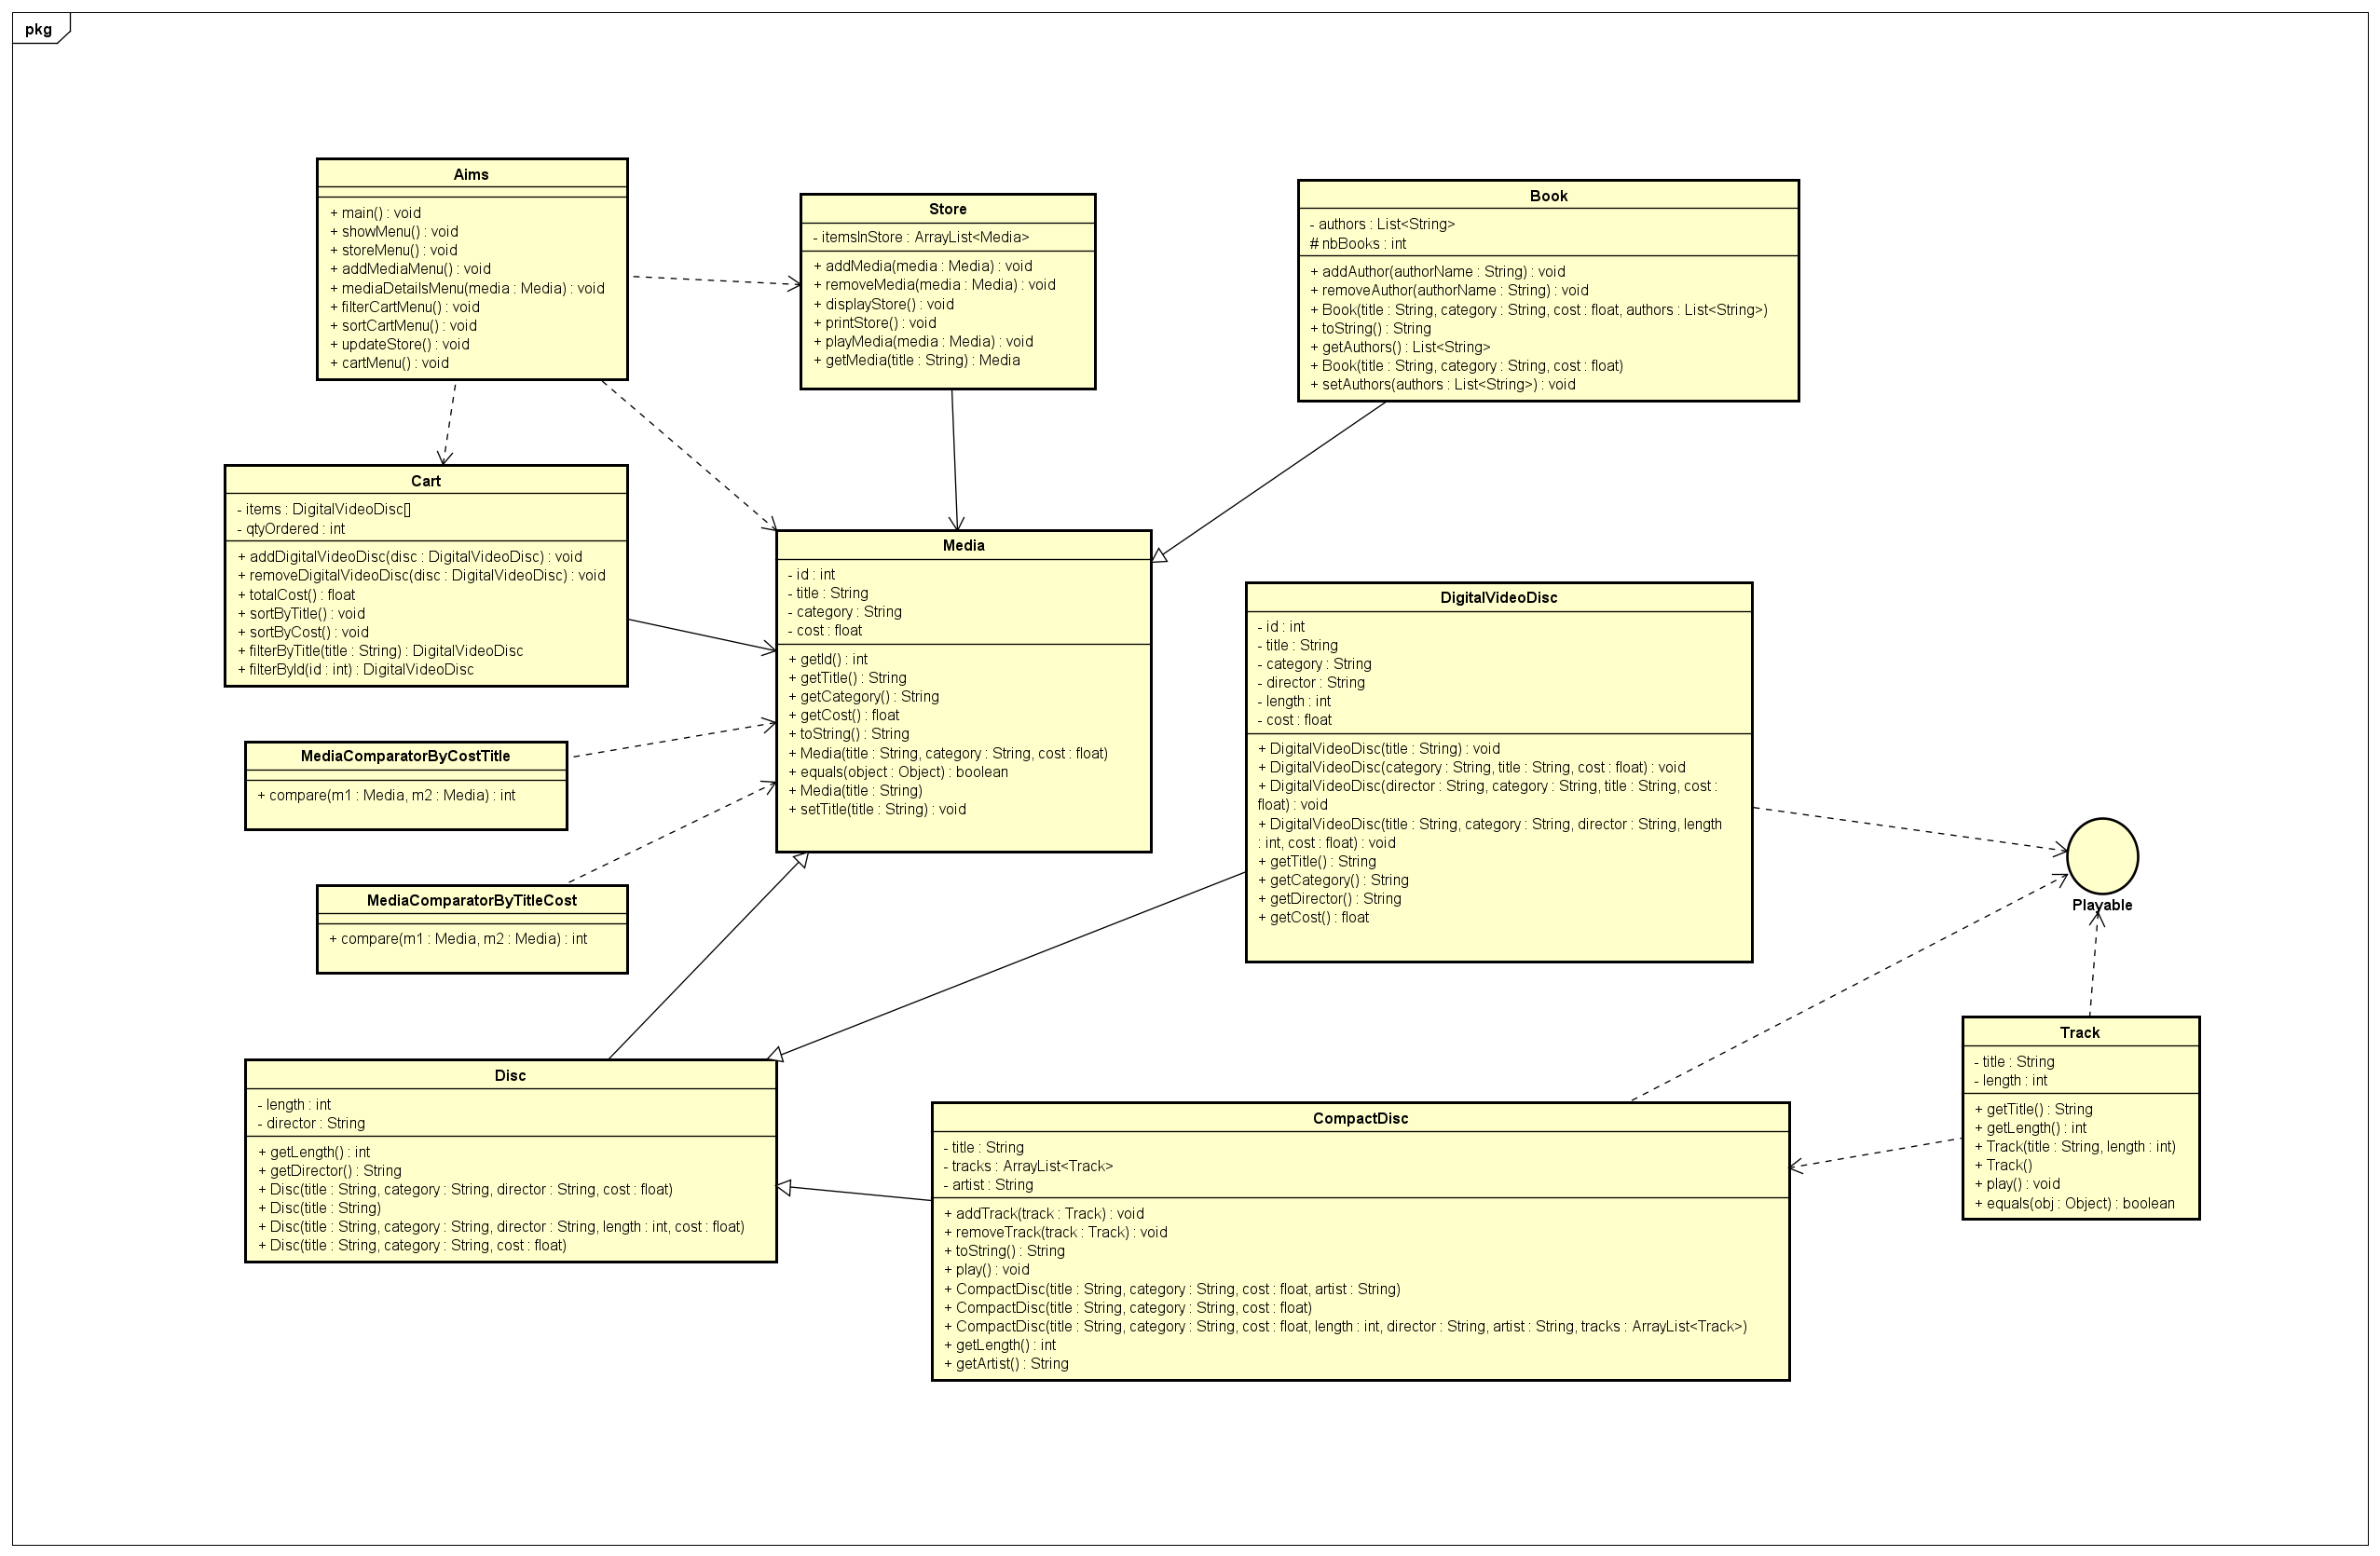 pkg
Aims
+ main() : void
+ showMenu() : void
+ storeMenu() : void
+ addMediaMenu() : void
+ mediaDetailsMenu(media : Media) : void
+ filterCartMenu() : void
+ sortCartMenu() : void
+ updateStore() : void
+ cartMenu() : void
Store
- itemsInStore : ArrayList<Media>
+ addMedia(media : Media) : void
+ removeMedia(media : Media) : void
+ displayStore() : void
+ printStore() : void
+ playMedia(media : Media) : void
+ getMedia(title : String) : Media
Book
- authors : List<String>
# nbBooks : int
+ addAuthor(authorName : String) : void
+ removeAuthor(authorName : String) : void
+ Book(title : String, category : String, cost : float, authors : List<String>)
+ toString() : String
+ getAuthors() : List<String>
+ Book(title : String, category : String, cost : float)
+ setAuthors(authors : List<String>) : void
Cart
- items : DigitalVideoDisc[]
- qtyOrdered : int
+ addDigitalVideoDisc(disc : DigitalVideoDisc) : void
+ removeDigitalVideoDisc(disc : DigitalVideoDisc) : void
+ totalCost() : float
+ sortByTitle() : void
+ sortByCost() : void
+ filterByTitle(title : String) : DigitalVideoDisc
+ filterById(id : int) : DigitalVideoDisc
Media
- id : int
- title : String
- category : String
- cost : float
+ getId() : int
+ getTitle() : String
+ getCategory() : String
+ getCost() : float
+ toString() : String
+ Media(title : String, category : String, cost : float)
+ equals(object : Object) : boolean
+ Media(title : String)
+ setTitle(title : String) : void
DigitalVideoDisc
- id : int
- title : String
- category : String
- director : String
- length : int
- cost : float
+ DigitalVideoDisc(title : String) : void
+ DigitalVideoDisc(category : String, title : String, cost : float) : void
+ DigitalVideoDisc(director : String, category : String, title : String, cost :
float) : void
+ DigitalVideoDisc(title : String, category : String, director : String, length
: int, cost : float) : void
+ getTitle() : String
+ getCategory() : String
+ getDirector() : String
+ getCost() : float
MediaComparatorByCostTitle
+ compare(m1 : Media, m2 : Media) : int
MediaComparatorByTitleCost
+ compare(m1 : Media, m2 : Media) : int
Playable
Track
- title : String
- length : int
+ getTitle() : String
+ getLength() : int
+ Track(title : String, length : int)
+ Track()
+ play() : void
+ equals(obj : Object) : boolean
Disc
- length : int
- director : String
+ getLength() : int
+ getDirector() : String
+ Disc(title : String, category : String, director : String, cost : float)
+ Disc(title : String)
+ Disc(title : String, category : String, director : String, length : int, cost : float)
+ Disc(title : String, category : String, cost : float)
CompactDisc
- title : String
- tracks : ArrayList<Track>
- artist : String
+ addTrack(track : Track) : void
+ removeTrack(track : Track) : void
+ toString() : String
+ play() : void
+ CompactDisc(title : String, category : String, cost : float, artist : String)
+ CompactDisc(title : String, category : String, cost : float)
+ CompactDisc(title : String, category : String, cost : float, length : int, director : String, artist : String, tracks : ArrayList<Track>)
+ getLength() : int
+ getArtist() : String